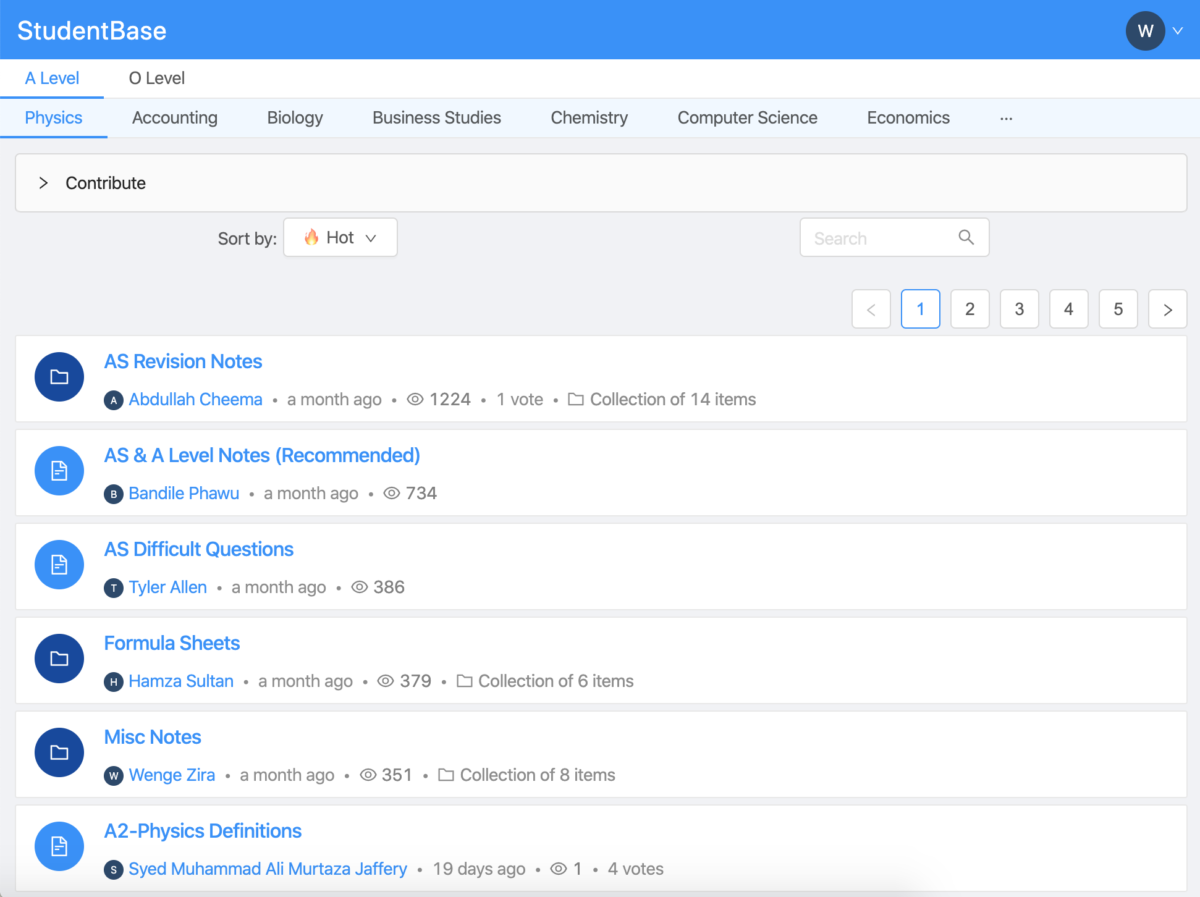 StudentBase W
A Level O Level
Physics Accounting Biology Business Studies Chemistry Computer Science Economics ...
Contribute
Sort by: Hot Search
< 1 2 3 4 5 >
AS Revision Notes
A Abdullah Cheema • a month ago • 1224 • 1 vote • Collection of 14 items
AS & A Level Notes (Recommended)
B Bandile Phawu • a month ago • 734
AS Difficult Questions
T Tyler Allen • a month ago • 386
Formula Sheets
H Hamza Sultan • a month ago • 379 • Collection of 6 items
Misc Notes
W Wenge Zira • a month ago • 351 • Collection of 8 items
A2-Physics Definitions
S Syed Muhammad Ali Murtaza Jaffery • 19 days ago • 1 • 4 votes